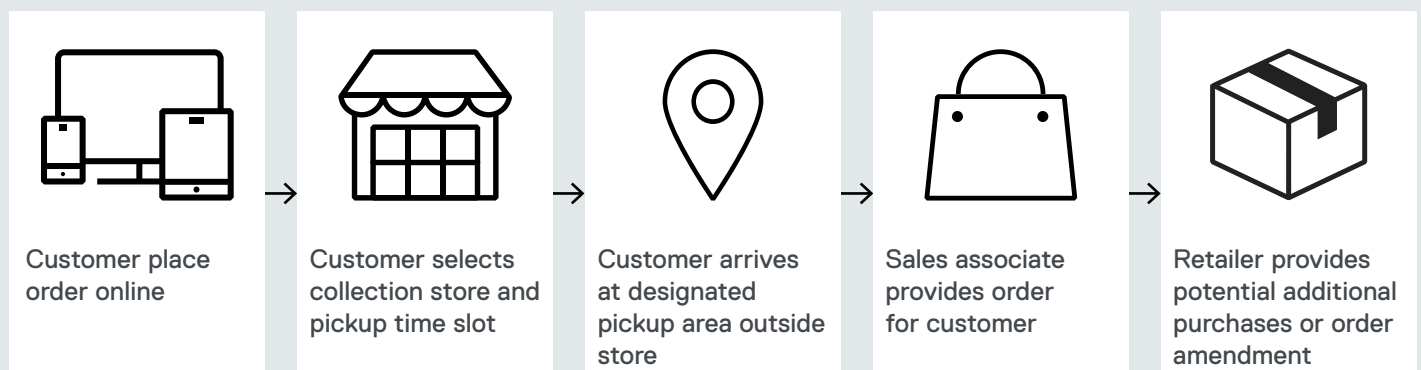 Customer place
order online
Customer selects
collection store and
pickup time slot
Customer arrives
at designated
pickup area outside
store
Sales associate
provides order
for customer
Retailer provides
potential additional
purchases or order
amendment